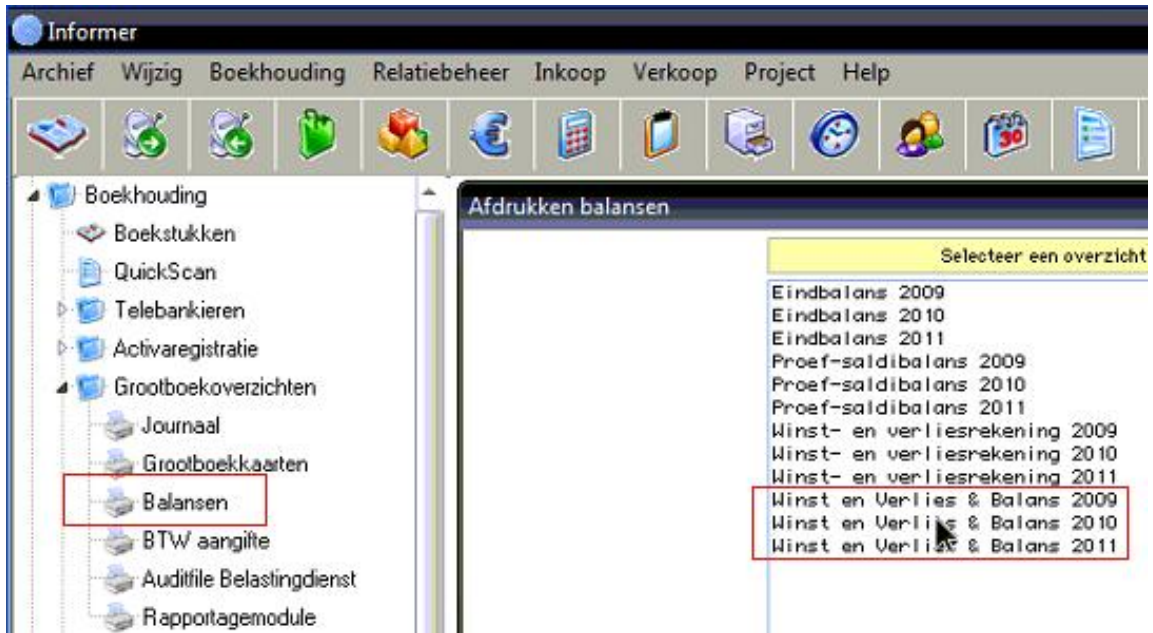 Informer
Archief Wijzig Boekhouding Relatiebeheer Inkoop Verkoop Project Help
30
Boekhouding
Boekstukken
QuickScan
Telebankieren
Activaregistratie
Grootboekoverzichten
Journaal
Grootboekkaarten
Balansen
BTW aangifte
Auditfile Belastingdienst
Rapportagemodule
Afdrukken balansen
Selecteer een overzicht
Eindbalans 2009
Eindbalans 2010
Eindbalans 2011
Proef-saldibalans 2009
Proef-saldibalans 2010
Proef-saldibalans 2011
Winst- en verliesrekening 2009
Winst- en verliesrekening 2010
Winst- en verliesrekening 2011
Winst en Verlies & Balans 2009
Winst en Verlies & Balans 2010
Winst en Verlies & Balans 2011